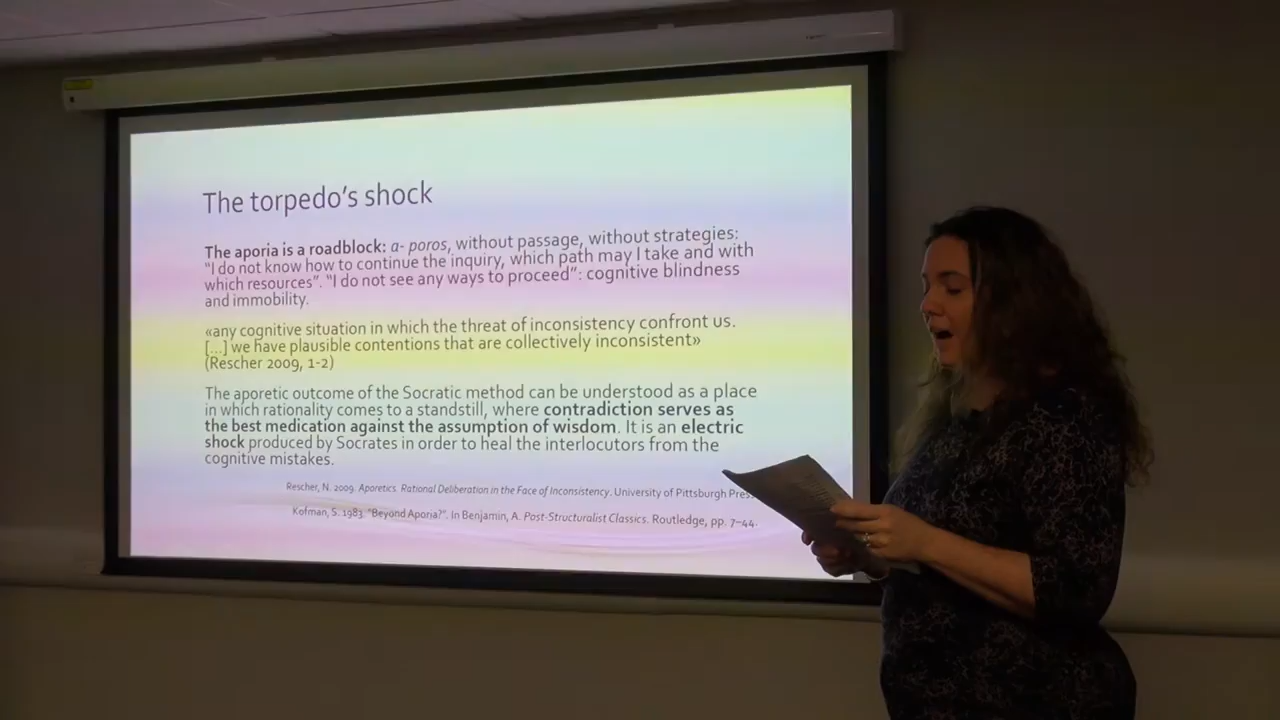 The torpedo's shock
The aporia is a roadblock: a- poros, without passage, without strategies:
"I do not know how to continue the inquiry, which path may I take and with
which resources". "I do not see any ways to proceed": cognitive blindness
and immobility.
«any cognitive situation in which the threat of inconsistency confront us.
[...] we have plausible contentions that are collectively inconsistent»
(Rescher 2009, 1-2)
The aporetic outcome of the Socratic method can be understood as a place
in which rationality comes to a standstill, where contradiction serves as
the best medication against the assumption of wisdom. It is an electric
shock produced by Socrates in order to heal the interlocutors from the
cognitive mistakes.
Rescher, N. 2009. Aporetics. Rational Deliberation in the Face of Inconsistency. University of Pittsburgh Press.
Kofman, S. 1983. "Beyond Aporia?". In Benjamin, A. Post-Structuralist Classics. Routledge, pp. 7–44.